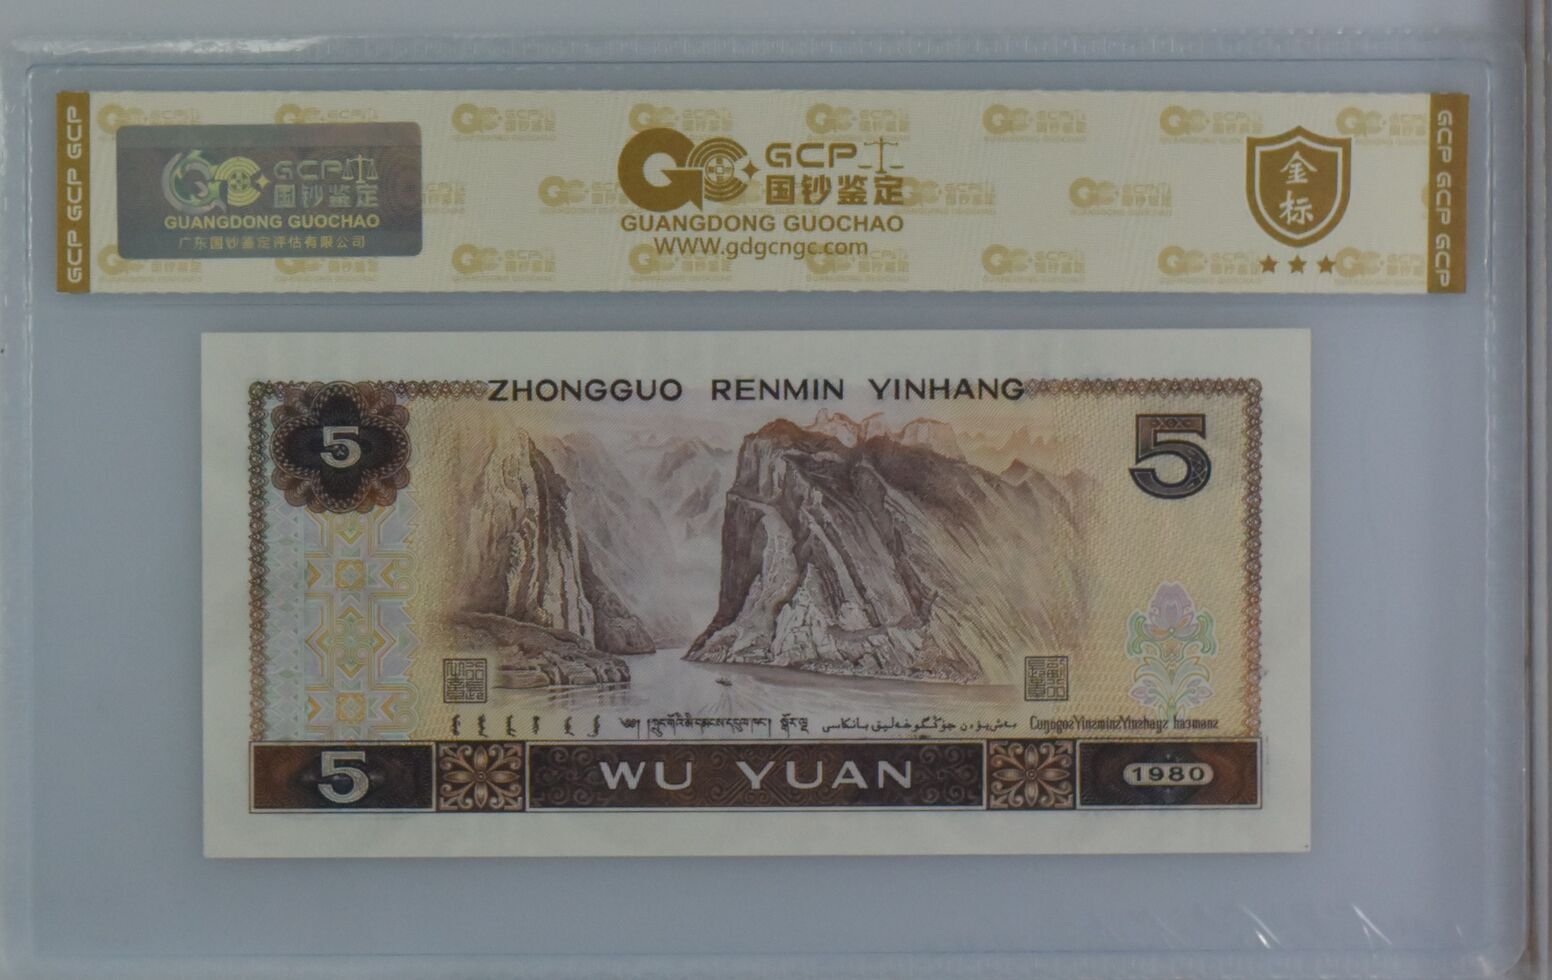 GCP GCP GCP
GCP
国钞鉴定
GUANGDONG GUOCHAO
广东国钞鉴定评估有限公司
GCP
国钞鉴定
GUANGDONG GUOCHAO
WWW.gdgcngc.com
金标
GCP GCP GCP
ZHONGGUO RENMIN YINHANG
5
5
5
WU YUAN
1980